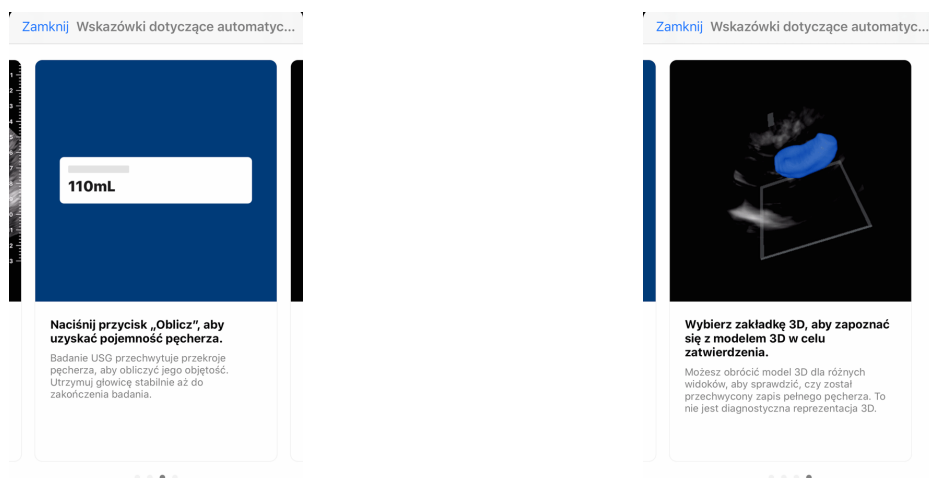 Zamknij Wskazówki dotyczące automatyc...
110mL
Naciśnij przycisk „Oblicz”, aby
uzyskać pojemność pęcherza.
Badanie USG przechwytuje przekroje
pęcherza, aby obliczyć jego objętość.
Utrzymuj głowicę stabilnie aż do
zakończenia badania.
Zamknij Wskazówki dotyczące automatyc...
Wybierz zakładkę 3D, aby zapoznać
się z modelem 3D w celu
zatwierdzenia.
Możesz obrócić model 3D dla różnych
widoków, aby sprawdzić, czy został
przechwycony zapis pełnego pęcherza. To
nie jest diagnostyczna reprezentacja 3D.